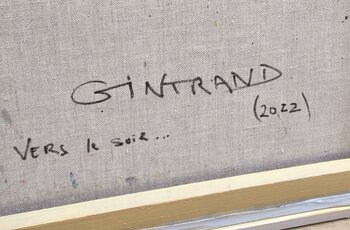 GINTRAND
(2022)
VERS le soir...